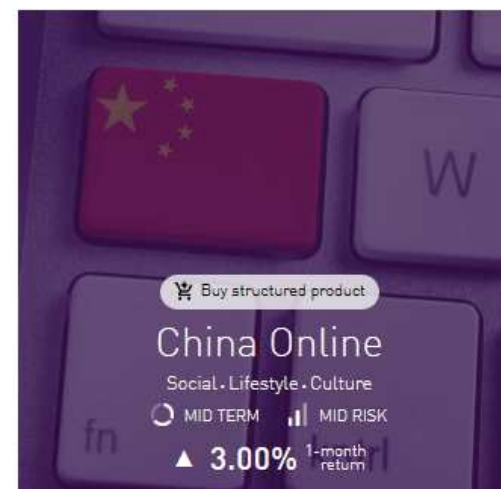 W
Buy structured product
China Online
Social • Lifestyle • Culture
MID TERM MID RISK
fn
▲ 3.00% 1-month return